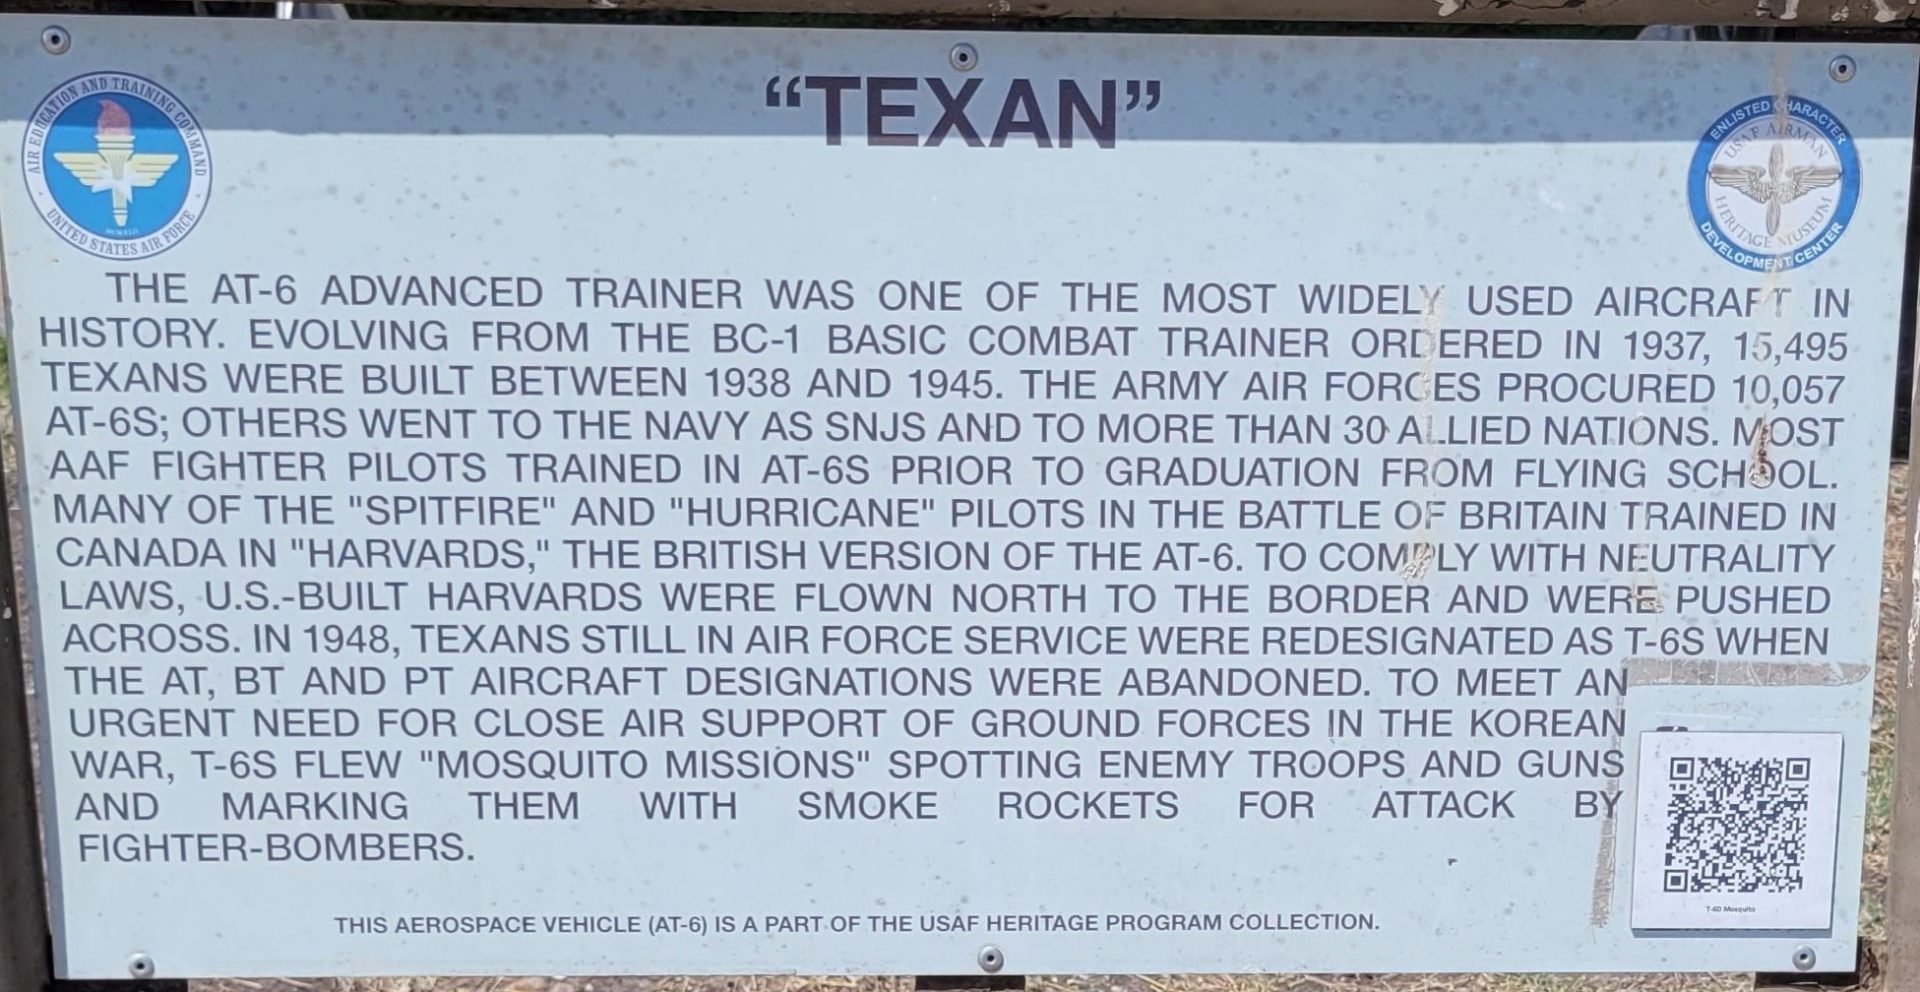 "TEXAN"
AIR EDUCATION AND TRAINING COMMAND
UNITED STATES AIR FORCE
ENLISTED CHARACTER
USAF AIRMAN
HERITAGE MUSEUM
DEVELOPMENT CENTER
THE AT-6 ADVANCED TRAINER WAS ONE OF THE MOST WIDELY USED AIRCRAFT IN
HISTORY. EVOLVING FROM THE BC-1 BASIC COMBAT TRAINER ORDERED IN 1937, 15,495
TEXANS WERE BUILT BETWEEN 1938 AND 1945. THE ARMY AIR FORCES PROCURED 10,057
AT-6S; OTHERS WENT TO THE NAVY AS SNJS AND TO MORE THAN 30 ALLIED NATIONS. MOST
AAF FIGHTER PILOTS TRAINED IN AT-6S PRIOR TO GRADUATION FROM FLYING SCHOOL.
MANY OF THE "SPITFIRE" AND "HURRICANE" PILOTS IN THE BATTLE OF BRITAIN TRAINED IN
CANADA IN "HARVARDS," THE BRITISH VERSION OF THE AT-6. TO COMPLY WITH NEUTRALITY
LAWS, U.S.-BUILT HARVARDS WERE FLOWN NORTH TO THE BORDER AND WERE PUSHED
ACROSS. IN 1948, TEXANS STILL IN AIR FORCE SERVICE WERE REDESIGNATED AS T-6S WHEN
THE AT, BT AND PT AIRCRAFT DESIGNATIONS WERE ABANDONED. TO MEET AN
URGENT NEED FOR CLOSE AIR SUPPORT OF GROUND FORCES IN THE KOREAN
WAR, T-6S FLEW "MOSQUITO MISSIONS" SPOTTING ENEMY TROOPS AND GUNS
AND MARKING THEM WITH SMOKE ROCKETS FOR ATTACK BY
FIGHTER-BOMBERS.
T-6D Mosquito
THIS AEROSPACE VEHICLE (AT-6) IS A PART OF THE USAF HERITAGE PROGRAM COLLECTION.